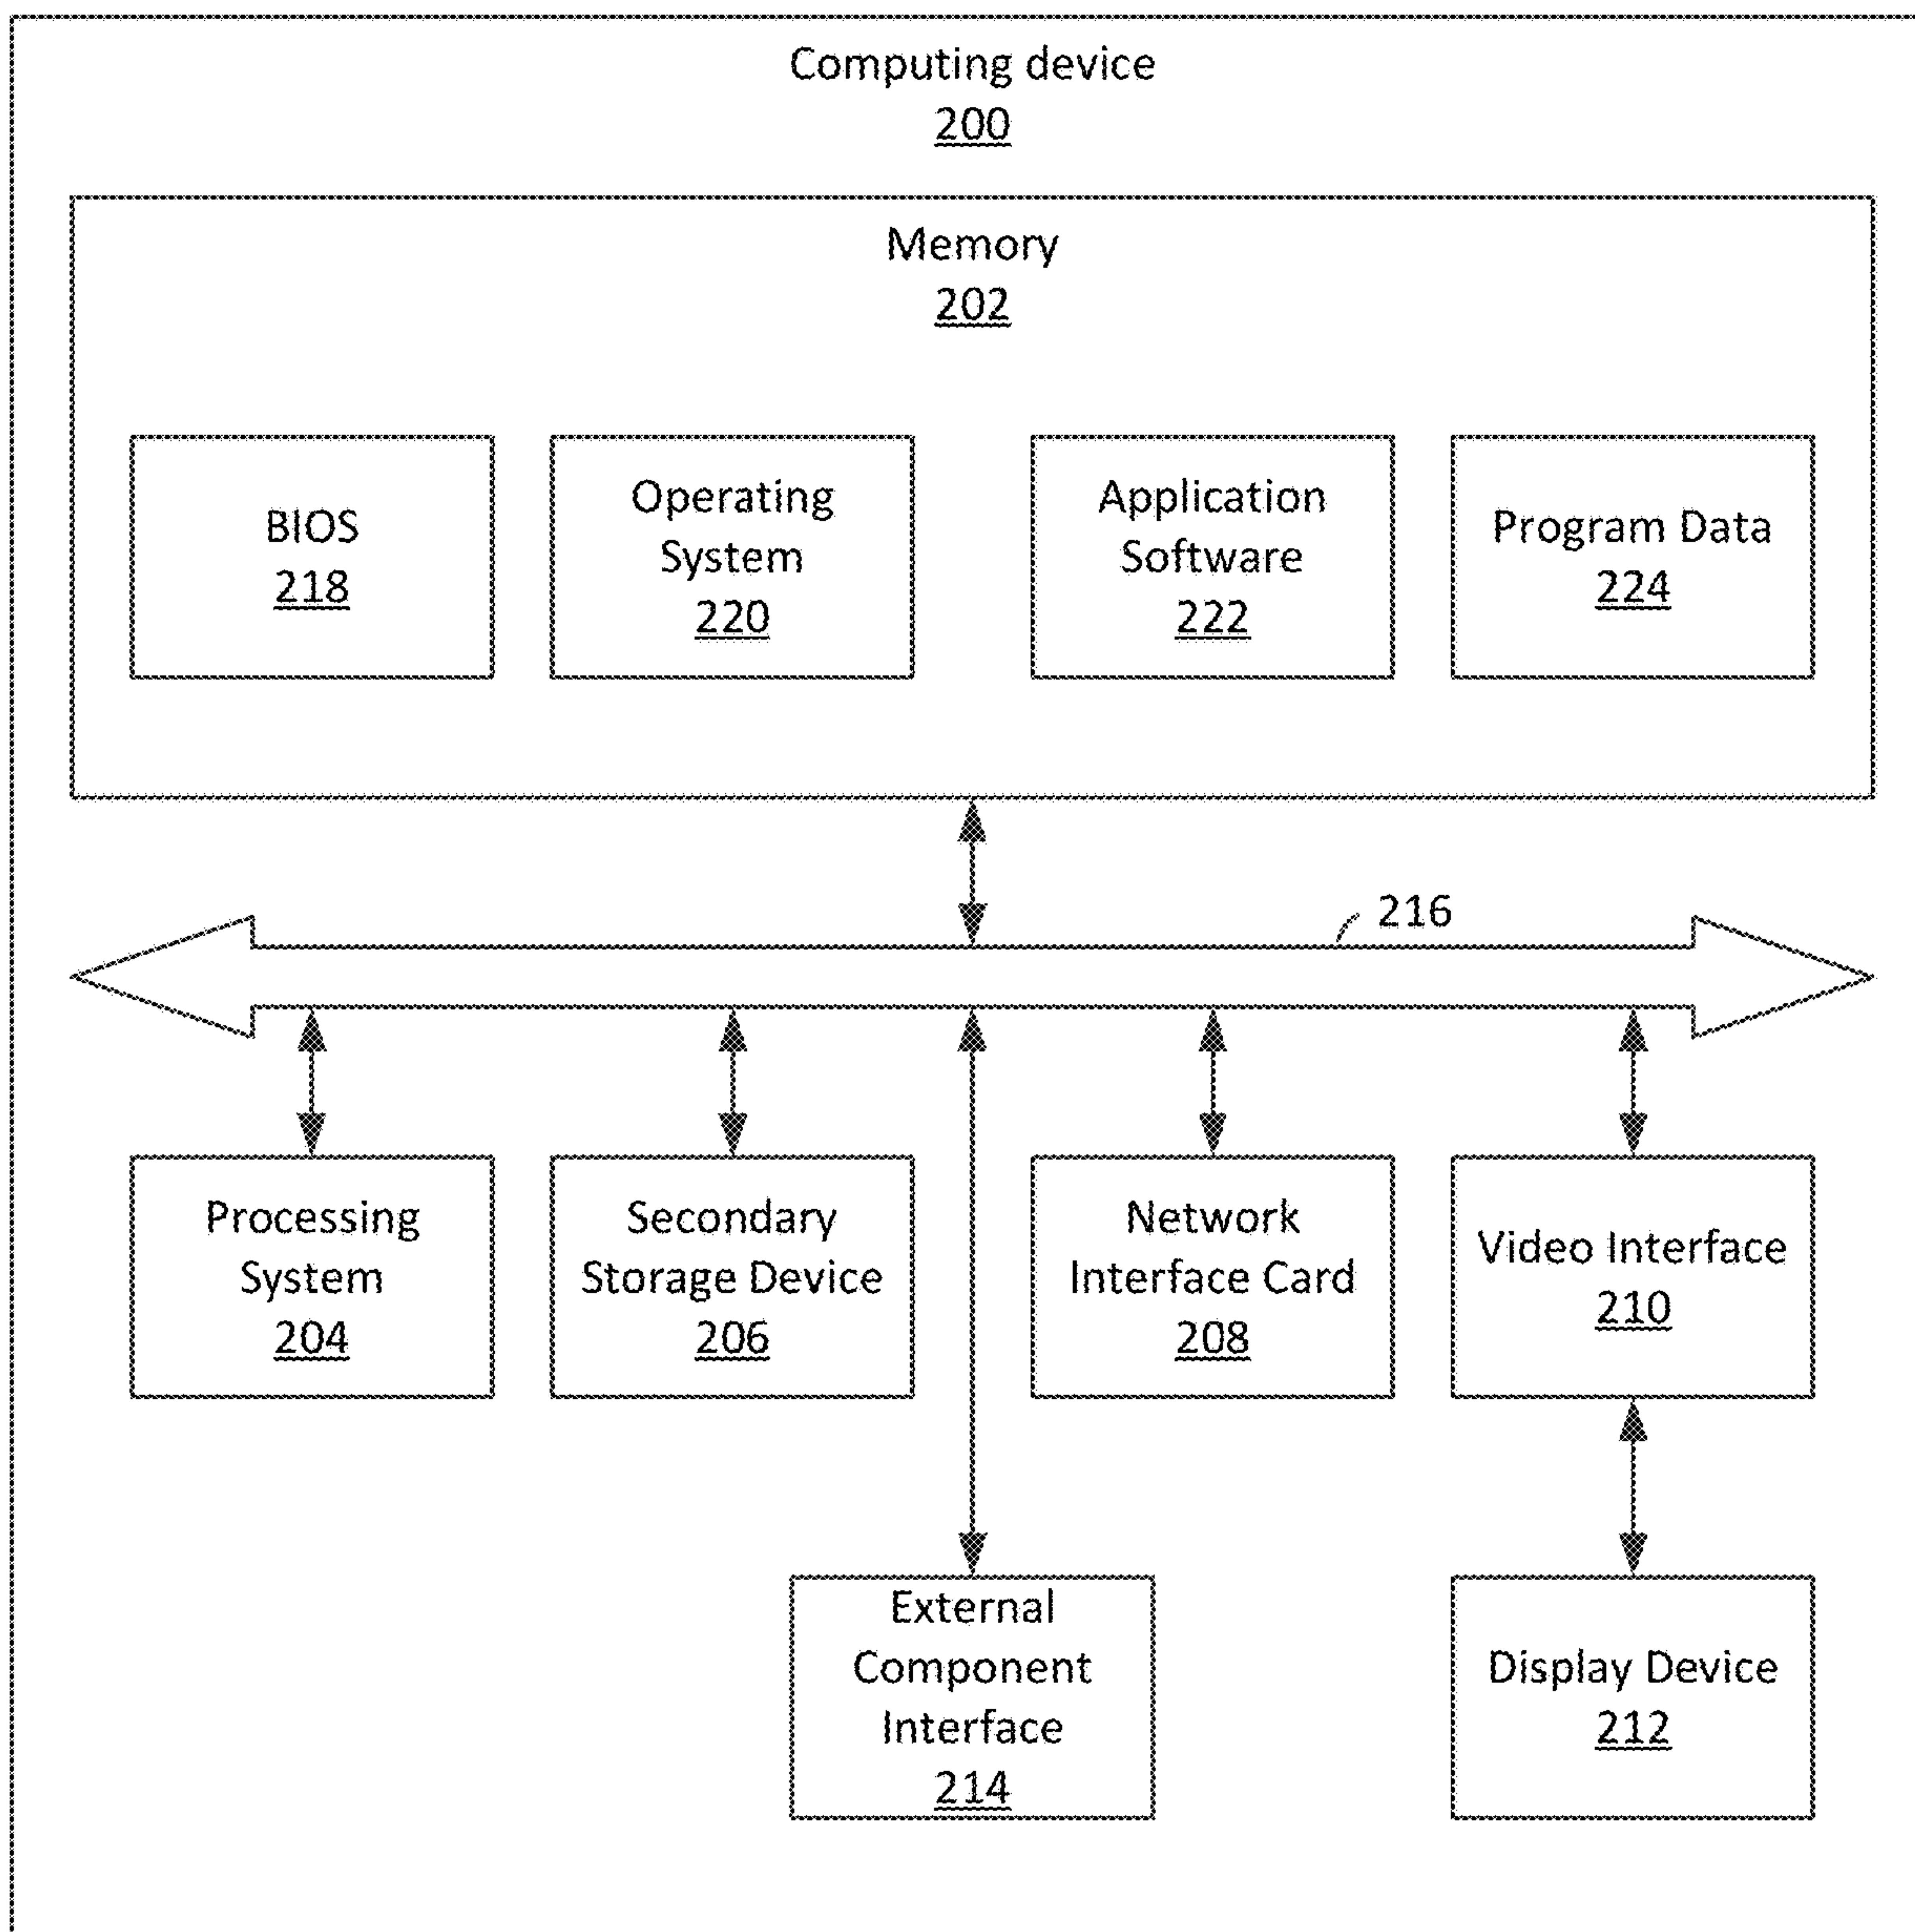 Computing device
200
Memory
202
BIOS
218
Operating
System
220
Application
Software
222
Program Data
224
216
Processing
System
204
Secondary
Storage Device
206
Network
Interface Card
208
Video Interface
210
External
Component
Interface
214
Display Device
212